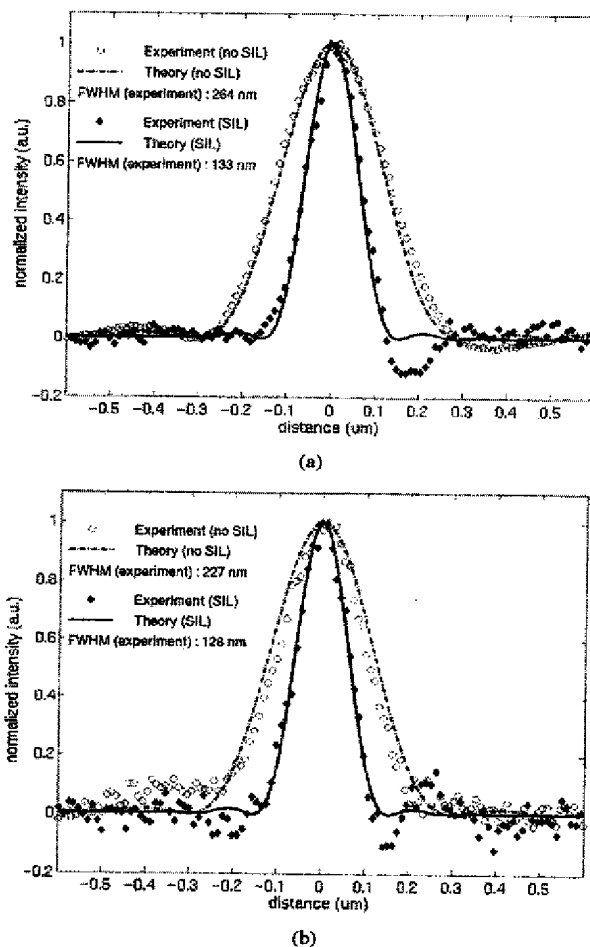 1
0.8
0.6
0.4
0.2
0
-0.2
normalized intensity (a.u.)
Experiment (no SIL)
Theory (no SIL)
FWHM (experiment) : 264 nm
Experiment (SIL)
Theory (SIL)
FWHM (experiment) : 133 nm
-0.5 -0.4 -0.3 -0.2 -0.1 0 0.1 0.2 0.3 0.4 0.5
distance (um)
(a)
1
0.8
0.6
0.4
0.2
0
-0.2
normalized intensity (a.u.)
Experiment (no SIL)
Theory (no SIL)
FWHM (experiment) : 227 nm
Experiment (SIL)
Theory (SIL)
FWHM (experiment) : 128 nm
-0.5 -0.4 -0.3 -0.2 -0.1 0 0.1 0.2 0.3 0.4 0.5
distance (um)
(b)